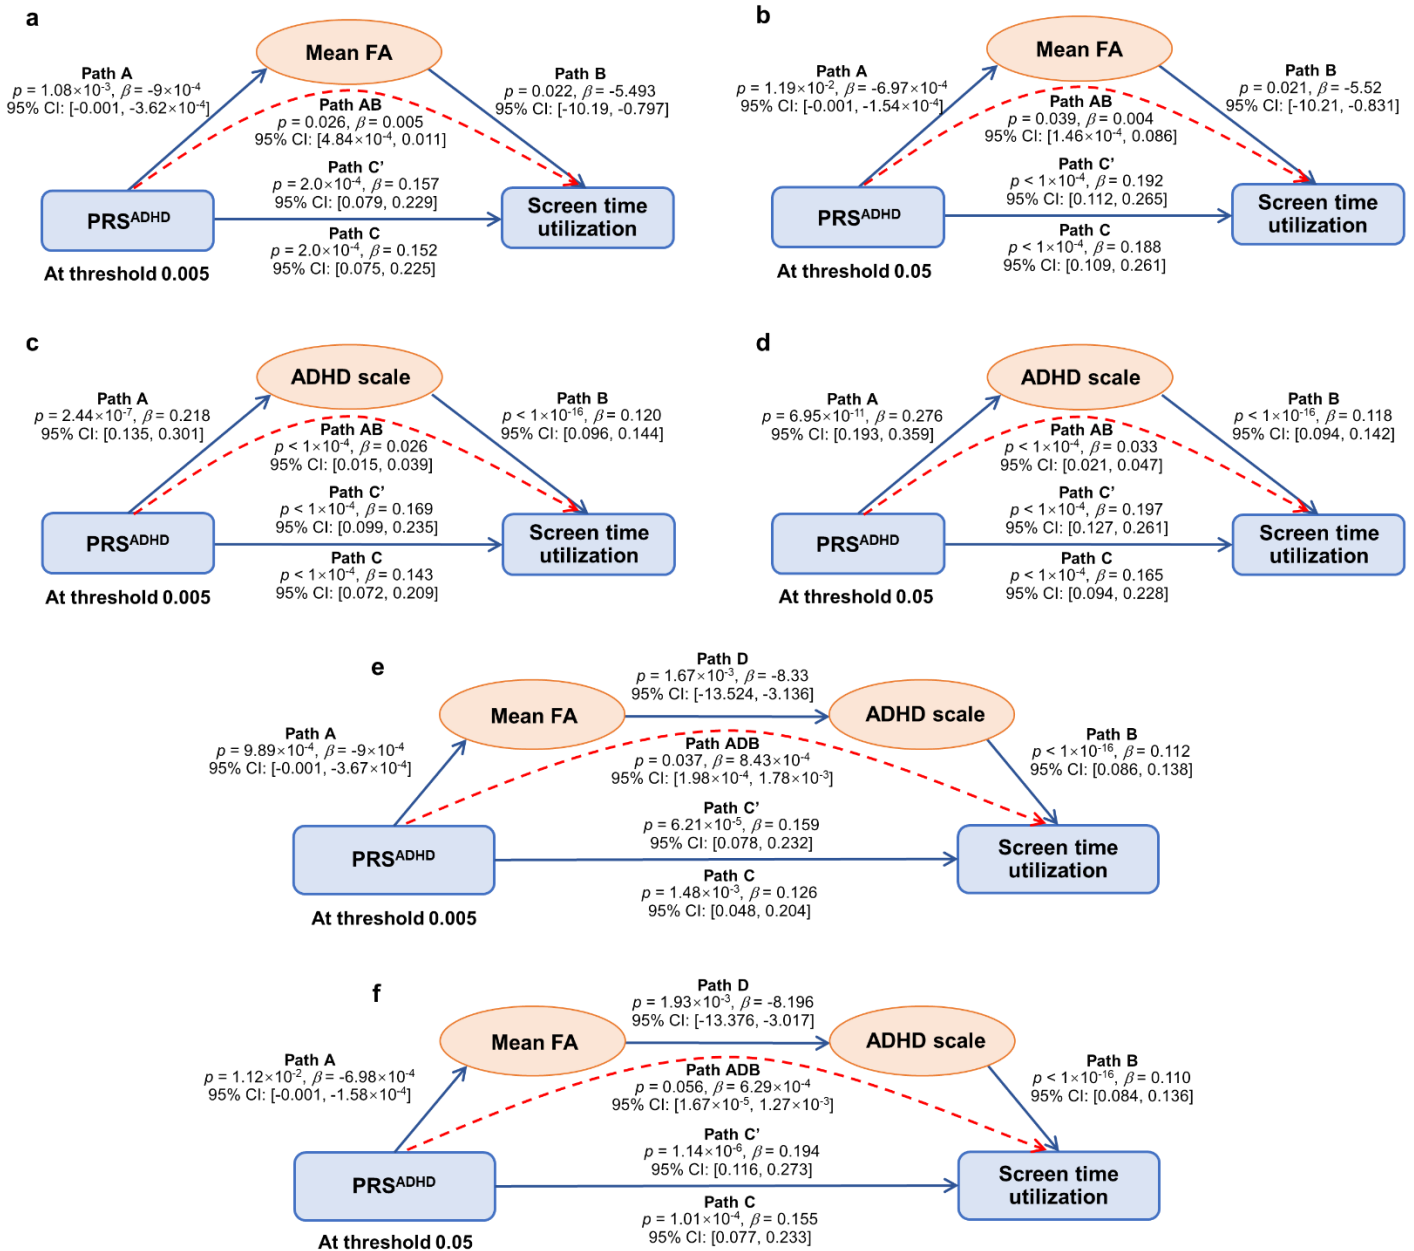 a
Mean FA
Path A
p = 1.08×10⁻³, β = -9×10⁻⁴
95% CI: [-0.001, -3.62×10⁻⁴]
Path B
p = 0.022, β = -5.493
95% CI: [-10.19, -0.797]
Path AB
p = 0.026, β = 0.005
95% CI: [4.84×10⁻⁴, 0.011]
Path C'
p = 2.0×10⁻⁴, β = 0.157
95% CI: [0.079, 0.229]
PRSᴬᴰᴴᴰ
Screen time
utilization
Path C
p = 2.0×10⁻⁴, β = 0.152
95% CI: [0.075, 0.225]
At threshold 0.005
b
Mean FA
Path A
p = 1.19×10⁻², β = -6.97×10⁻⁴
95% CI: [-0.001, -1.54×10⁻⁴]
Path B
p = 0.021, β = -5.52
95% CI: [-10.21, -0.831]
Path AB
p = 0.039, β = 0.004
95% CI: [1.46×10⁻⁴, 0.086]
Path C'
p < 1×10⁻⁴, β = 0.192
95% CI: [0.112, 0.265]
PRSᴬᴰᴴᴰ
Screen time
utilization
Path C
p < 1×10⁻⁴, β = 0.188
95% CI: [0.109, 0.261]
At threshold 0.05
c
ADHD scale
Path A
p = 2.44×10⁻⁷, β = 0.218
95% CI: [0.135, 0.301]
Path B
p < 1×10⁻¹⁶, β = 0.120
95% CI: [0.096, 0.144]
Path AB
p < 1×10⁻⁴, β = 0.026
95% CI: [0.015, 0.039]
Path C'
p < 1×10⁻⁴, β = 0.169
95% CI: [0.099, 0.235]
PRSᴬᴰᴴᴰ
Screen time
utilization
Path C
p < 1×10⁻⁴, β = 0.143
95% CI: [0.072, 0.209]
At threshold 0.005
d
ADHD scale
Path A
p = 6.95×10⁻¹¹, β = 0.276
95% CI: [0.193, 0.359]
Path B
p < 1×10⁻¹⁶, β = 0.118
95% CI: [0.094, 0.142]
Path AB
p < 1×10⁻⁴, β = 0.033
95% CI: [0.021, 0.047]
Path C'
p < 1×10⁻⁴, β = 0.197
95% CI: [0.127, 0.261]
PRSᴬᴰᴴᴰ
Screen time
utilization
Path C
p < 1×10⁻⁴, β = 0.165
95% CI: [0.094, 0.228]
At threshold 0.05
e
Path D
p = 1.67×10⁻³, β = -8.33
95% CI: [-13.524, -3.136]
Mean FA
ADHD scale
Path A
p = 9.89×10⁻⁴, β = -9×10⁻⁴
95% CI: [-0.001, -3.67×10⁻⁴]
Path B
p < 1×10⁻¹⁶, β = 0.112
95% CI: [0.086, 0.138]
Path ADB
p = 0.037, β = 8.43×10⁻⁴
95% CI: [1.98×10⁻⁴, 1.78×10⁻³]
Path C'
p = 6.21×10⁻⁵, β = 0.159
95% CI: [0.078, 0.232]
PRSᴬᴰᴴᴰ
Screen time
utilization
Path C
p = 1.48×10⁻³, β = 0.126
95% CI: [0.048, 0.204]
At threshold 0.005
f
Path D
p = 1.93×10⁻³, β = -8.196
95% CI: [-13.376, -3.017]
Mean FA
ADHD scale
Path A
p = 1.12×10⁻², β = -6.98×10⁻⁴
95% CI: [-0.001, -1.58×10⁻⁴]
Path B
p < 1×10⁻¹⁶, β = 0.110
95% CI: [0.084, 0.136]
Path ADB
p = 0.056, β = 6.29×10⁻⁴
95% CI: [1.67×10⁻⁵, 1.27×10⁻³]
Path C'
p = 1.14×10⁻⁶, β = 0.194
95% CI: [0.116, 0.273]
PRSᴬᴰᴴᴰ
Screen time
utilization
Path C
p = 1.01×10⁻⁴, β = 0.155
95% CI: [0.077, 0.233]
At threshold 0.05